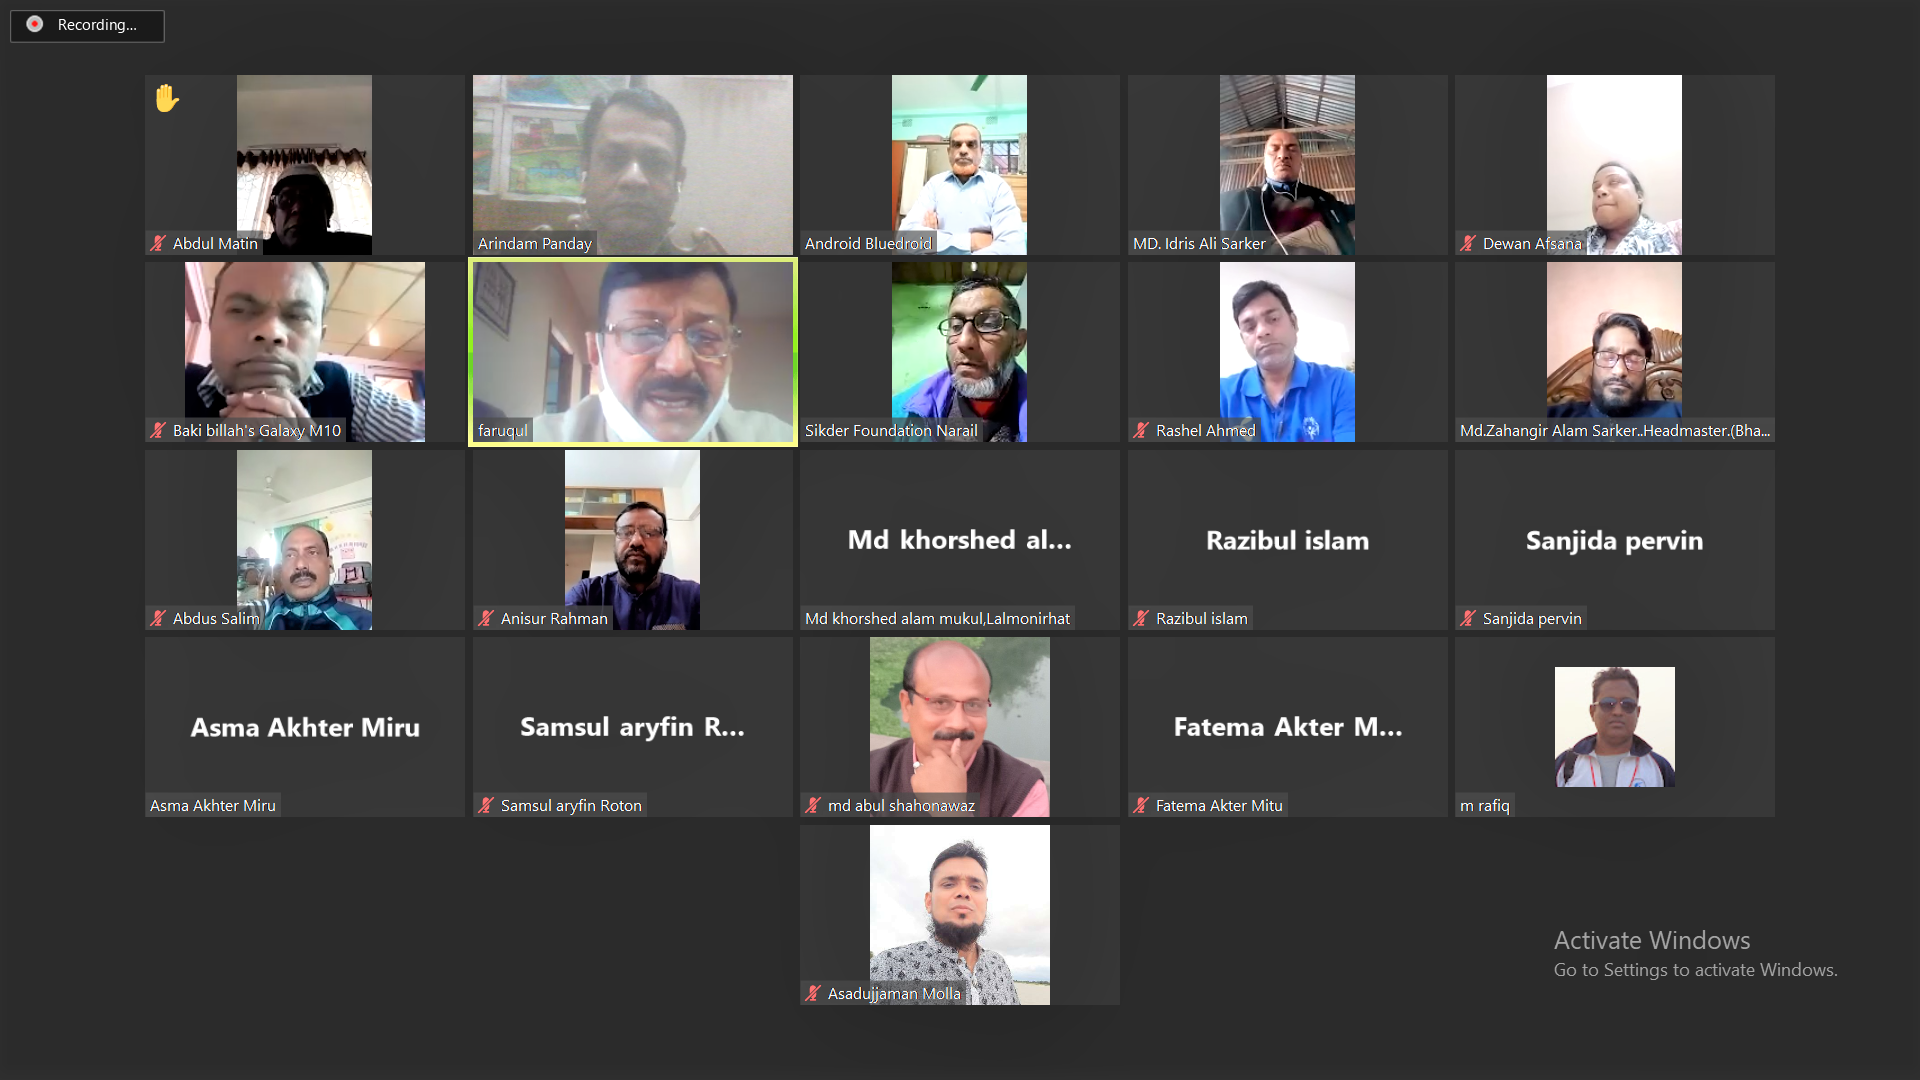 Recording...
Abdul Matin
Arindam Panday
Android Bluedroid
MD. Idris Ali Sarker
Dewan Afsana
Baki billah's Galaxy M10
faruqul
Sikder Foundation Narail
Rashel Ahmed
Md.Zahangir Alam Sarker..Headmaster.(Bha...
Abdus Salim
Anisur Rahman
Md khorshed al...
Md khorshed alam mukul,Lalmonirhat
Razibul islam
Razibul islam
Sanjida pervin
Sanjida pervin
Asma Akhter Miru
Asma Akhter Miru
Samsul aryfin R...
Samsul aryfin Roton
md abul shahonawaz
Fatema Akter M...
Fatema Akter Mitu
m rafiq
Asadujjaman Molla
Activate Windows
Go to Settings to activate Windows.